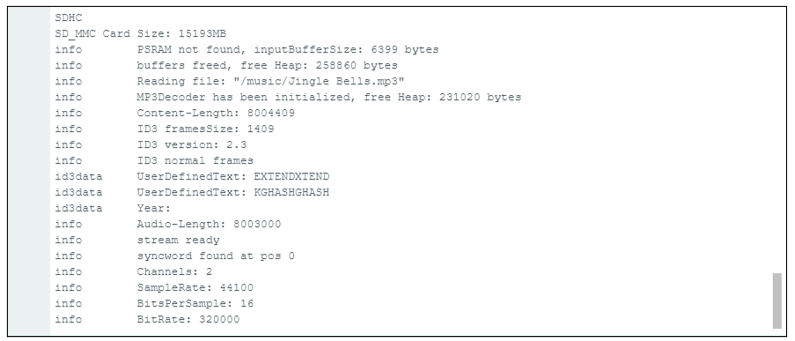 SDHC
SD_MMC Card Size: 15193MB
info        PSRAM not found, inputBufferSize: 6399 bytes
info        buffers freed, free Heap: 258860 bytes
info        Reading file: "/music/Jingle Bells.mp3"
info        MP3Decoder has been initialized, free Heap: 231020 bytes
info        Content-Length: 8004409
info        ID3 framesSize: 1409
info        ID3 version: 2.3
info        ID3 normal frames
id3data     UserDefinedText: EXTENDXTEND
id3data     UserDefinedText: KGHASHGHASH
id3data     Year:
info        Audio-Length: 8003000
info        stream ready
info        syncword found at pos 0
info        Channels: 2
info        SampleRate: 44100
info        BitsPerSample: 16
info        BitRate: 320000